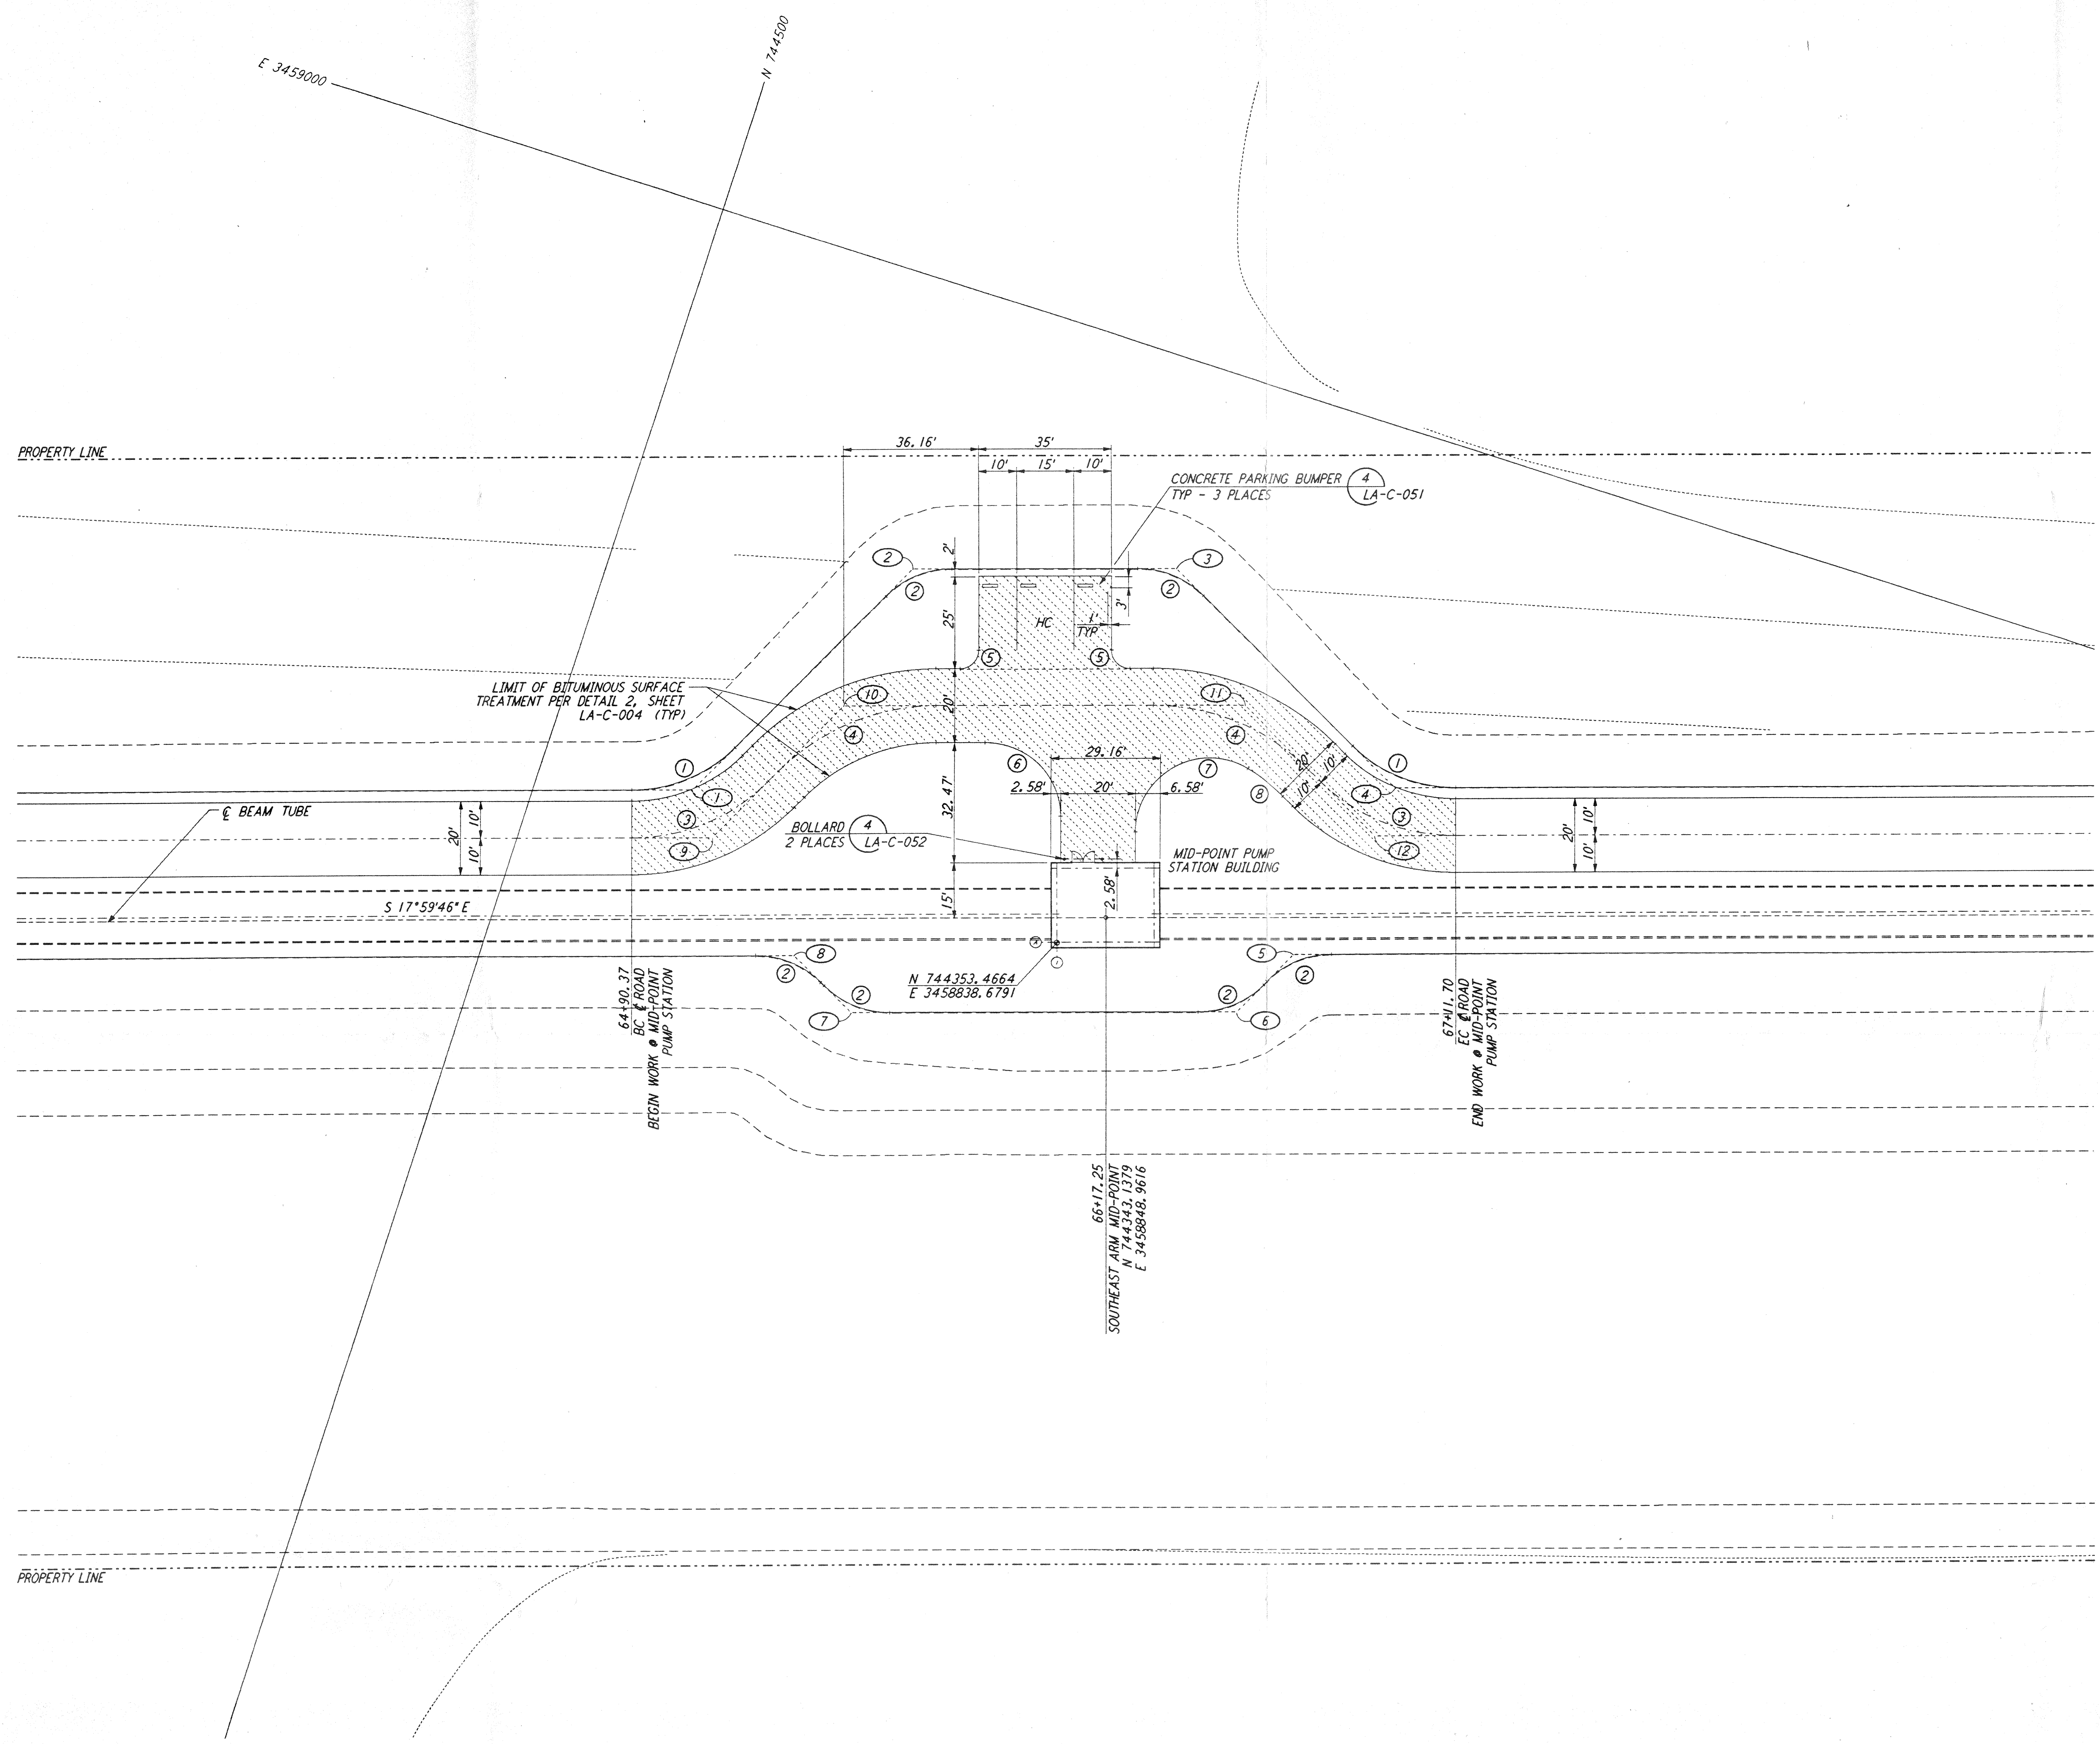 E 3459000
N 744500
PROPERTY LINE
36.16'
35'
10'
15'
10'
CONCRETE PARKING BUMPER
TYP - 3 PLACES
4
LA-C-051
2'
2
3
2
2
25'
3'
HC
1'
TYP
5
5
LIMIT OF BITUMINOUS SURFACE
TREATMENT PER DETAIL 2, SHEET
LA-C-004 (TYP)
10
11
20'
4
4
29.16'
6
7
20'
10'
10'
1
1
1
4
2.58'
20'
6.58'
8
32.47'
℄ BEAM TUBE
20'
10'
10'
3
9
BOLLARD
2 PLACES
4
LA-C-052
3
12
20'
10'
10'
MID-POINT PUMP
STATION BUILDING
S 17°59'46" E
15'
2.58'
8
5
2
2
2
2
7
6
N 744353.4664
E 3458838.6791
64+90.37
BC ℄ ROAD
BEGIN WORK @ MID-POINT
PUMP STATION
67+11.70
EC ℄ ROAD
END WORK @ MID-POINT
PUMP STATION
66+17.25
SOUTHEAST ARM MID-POINT
N 744343.1379
E 3458848.9616
PROPERTY LINE